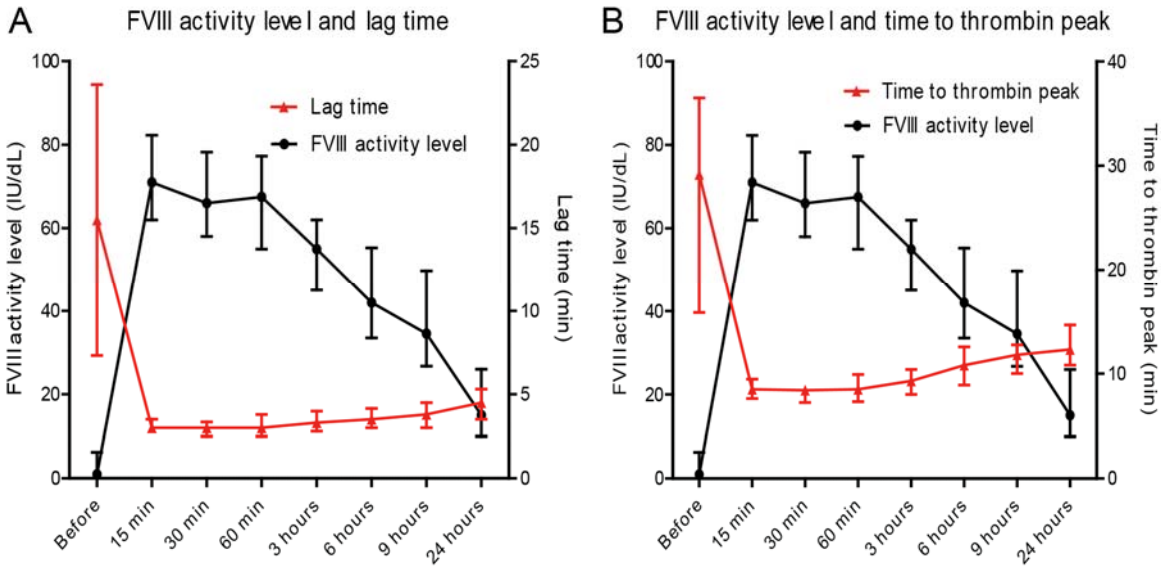 A
FVIII activity level and lag time
FVIII activity level (IU/dL)
100
80
60
40
20
0
Lag time
FVIII activity level
25
20
15
10
5
0
Lag time (min)
Before
15 min
30 min
60 min
3 hours
6 hours
9 hours
24 hours
B
FVIII activity level and time to thrombin peak
FVIII activity level (IU/dL)
100
80
60
40
20
0
Time to thrombin peak
FVIII activity level
40
30
20
10
0
Time to thrombin peak (min)
Before
15 min
30 min
60 min
3 hours
6 hours
9 hours
24 hours